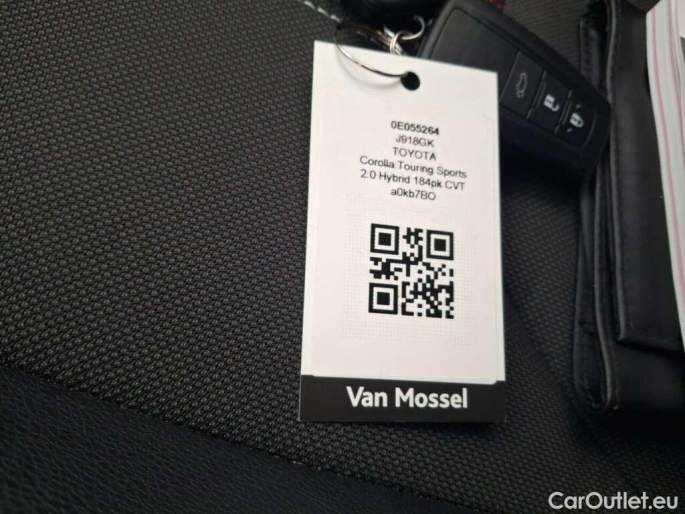 0E055264
J918GK
TOYOTA
Corolla Touring Sports
2.0 Hybrid 184pk CVT
a0kb7BO
Van Mossel
CarOutlet.eu